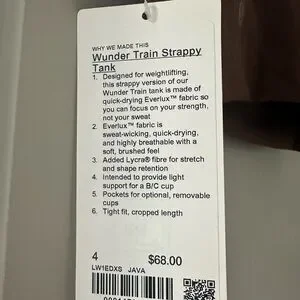 WHY WE MADE THIS
Wunder Train Strappy
Tank
1. Designed for weightlifting,
this strappy version of our
Wunder Train tank is made of
quick-drying Everlux™ fabric so
you can focus on your strength,
not your sweat
2. Everlux™ fabric is
sweat-wicking, quick-drying,
and highly breathable with a
soft, brushed feel
3. Added Lycra® fibre for stretch
and shape retention
4. Intended to provide light
support for a B/C cup
5. Pockets for optional, removable
cups
6. Tight fit, cropped length
4 $68.00
LW1EDXS JAVA